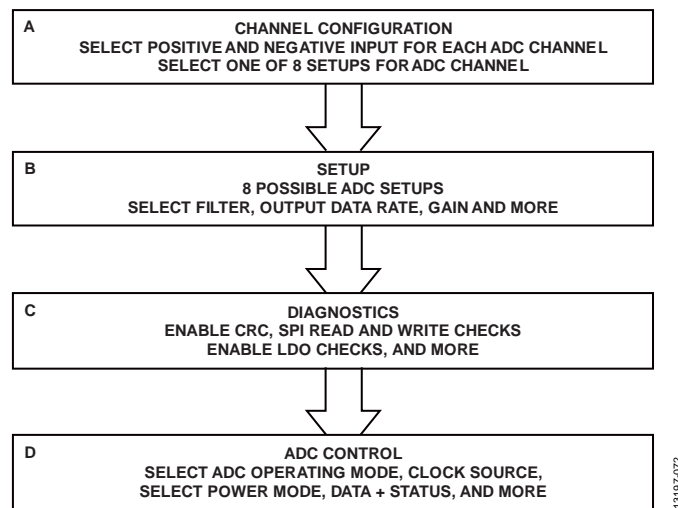 A
CHANNEL CONFIGURATION
SELECT POSITIVE AND NEGATIVE INPUT FOR EACH ADC CHANNEL
SELECT ONE OF 8 SETUPS FOR ADC CHANNEL
B
SETUP
8 POSSIBLE ADC SETUPS
SELECT FILTER, OUTPUT DATA RATE, GAIN AND MORE
C
DIAGNOSTICS
ENABLE CRC, SPI READ AND WRITE CHECKS
ENABLE LDO CHECKS, AND MORE
D
ADC CONTROL
SELECT ADC OPERATING MODE, CLOCK SOURCE,
SELECT POWER MODE, DATA + STATUS, AND MORE
13197-072